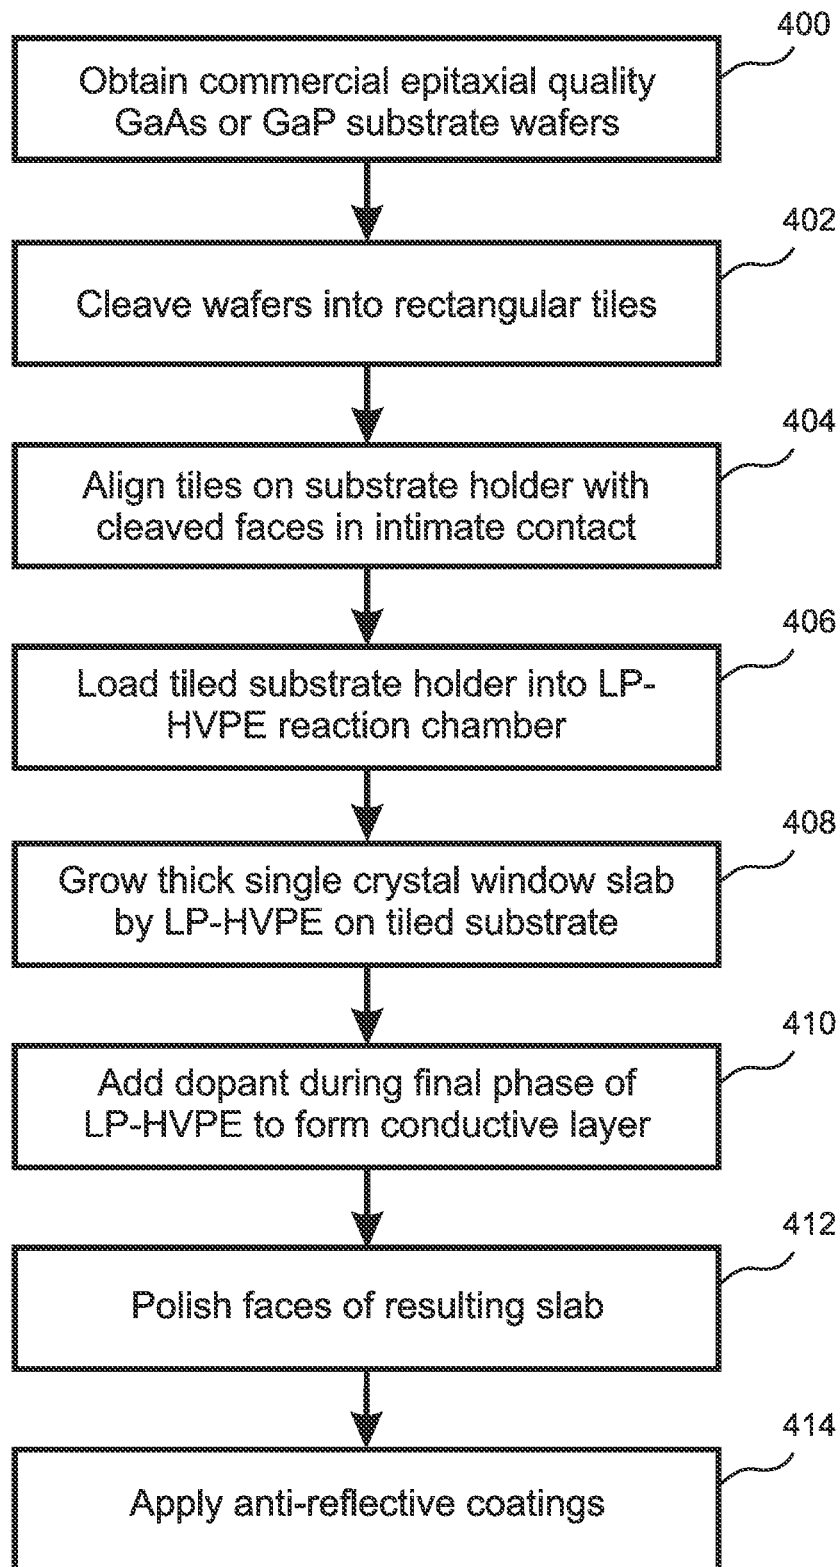 400
Obtain commercial epitaxial quality
GaAs or GaP substrate wafers
402
Cleave wafers into rectangular tiles
404
Align tiles on substrate holder with
cleaved faces in intimate contact
406
Load tiled substrate holder into LP-
HVPE reaction chamber
408
Grow thick single crystal window slab
by LP-HVPE on tiled substrate
410
Add dopant during final phase of
LP-HVPE to form conductive layer
412
Polish faces of resulting slab
414
Apply anti-reflective coatings